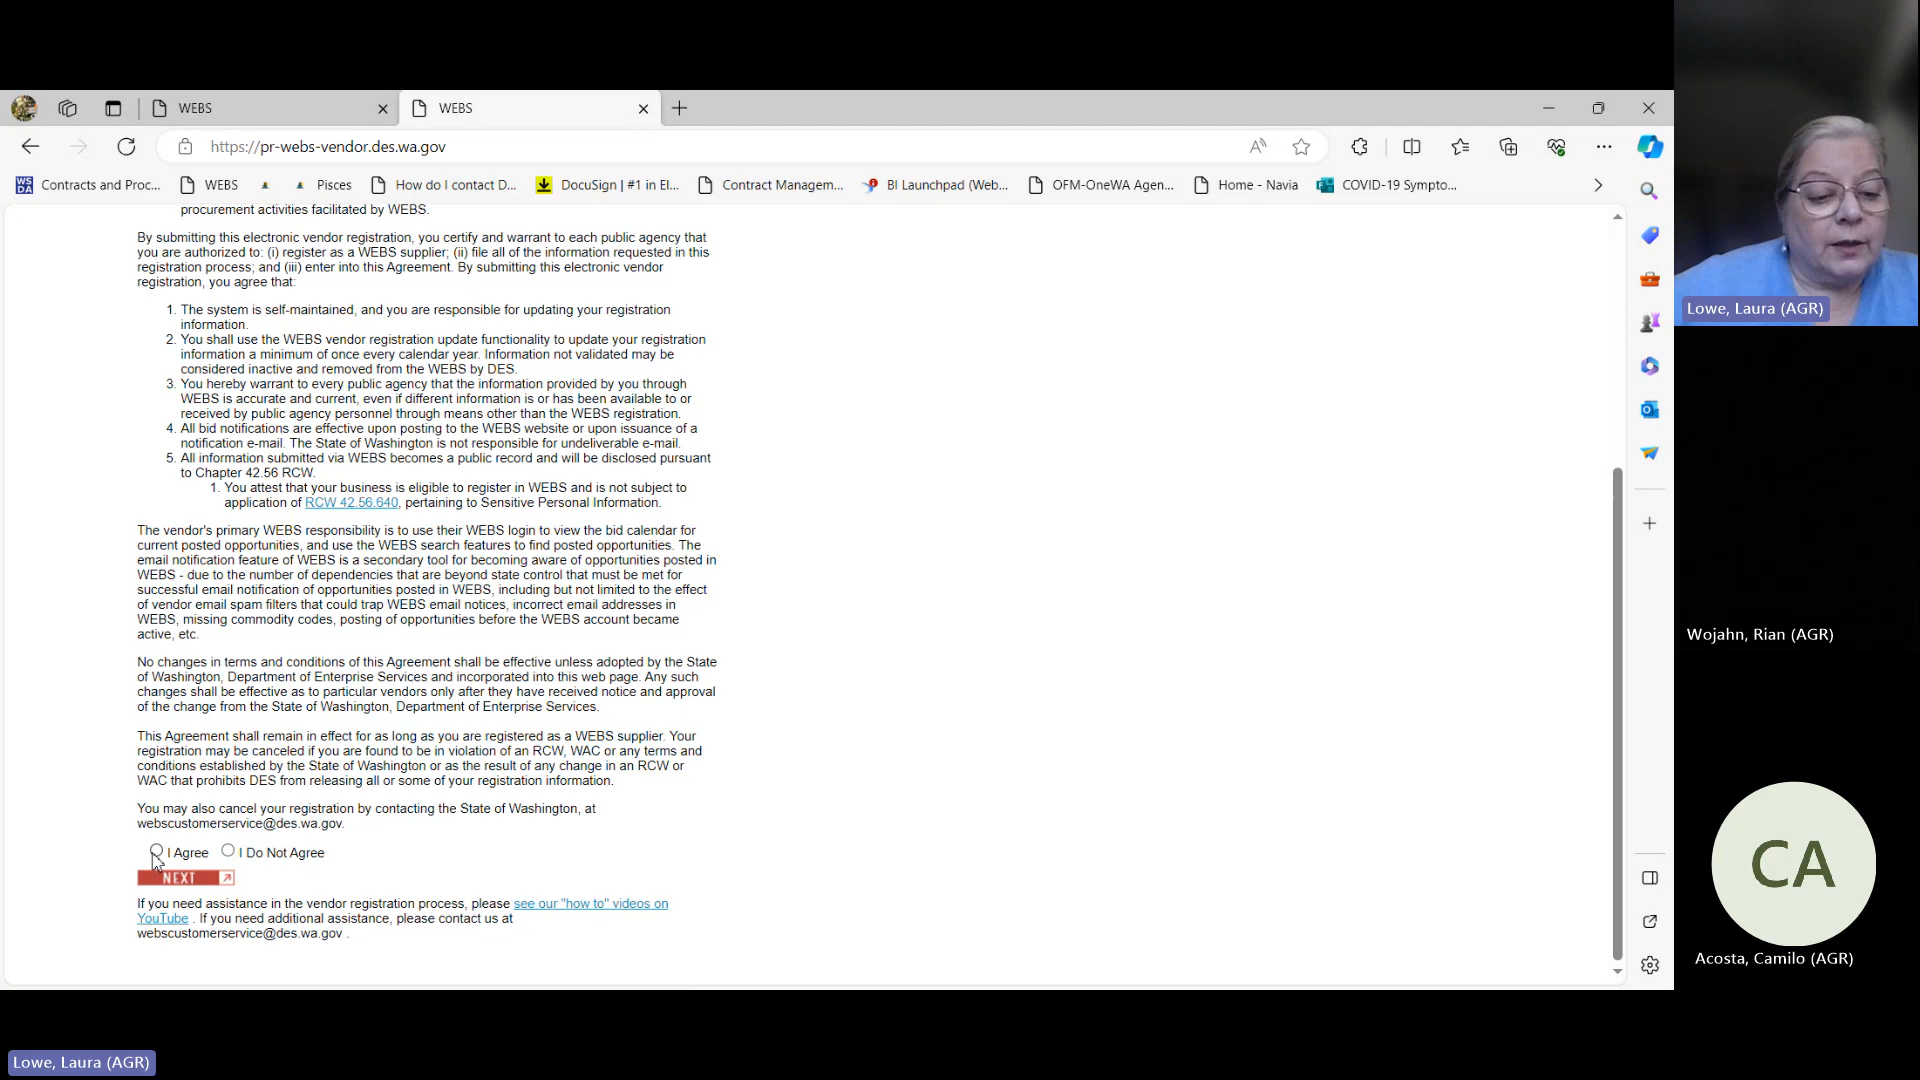 WEBS
WEBS
https://pr-webs-vendor.des.wa.gov
WS
DA
Contracts and Proc...
WEBS
Pisces
How do I contact D...
DocuSign | #1 in El...
Contract Managem...
BI Launchpad (Web...
OFM-OneWA Agen...
Home - Navia
COVID-19 Sympto...
procurement activities facilitated by WEBS.
By submitting this electronic vendor registration, you certify and warrant to each public agency that
you are authorized to: (i) register as a WEBS supplier; (ii) file all of the information requested in this
registration process; and (iii) enter into this Agreement. By submitting this electronic vendor
registration, you agree that:
1. The system is self-maintained, and you are responsible for updating your registration
information.
2. You shall use the WEBS vendor registration update functionality to update your registration
information a minimum of once every calendar year. Information not validated may be
considered inactive and removed from the WEBS by DES.
3. You hereby warrant to every public agency that the information provided by you through
WEBS is accurate and current, even if different information is or has been available to or
received by public agency personnel through means other than the WEBS registration.
4. All bid notifications are effective upon posting to the WEBS website or upon issuance of a
notification e-mail. The State of Washington is not responsible for undeliverable e-mail.
5. All information submitted via WEBS becomes a public record and will be disclosed pursuant
to Chapter 42.56 RCW.
1. You attest that your business is eligible to register in WEBS and is not subject to
application of RCW 42.56.640, pertaining to Sensitive Personal Information.
The vendor's primary WEBS responsibility is to use their WEBS login to view the bid calendar for
current posted opportunities, and use the WEBS search features to find posted opportunities. The
email notification feature of WEBS is a secondary tool for becoming aware of opportunities posted in
WEBS - due to the number of dependencies that are beyond state control that must be met for
successful email notification of opportunities posted in WEBS, including but not limited to the effect
of vendor email spam filters that could trap WEBS email notices, incorrect email addresses in
WEBS, missing commodity codes, posting of opportunities before the WEBS account became
active, etc.
No changes in terms and conditions of this Agreement shall be effective unless adopted by the State
of Washington, Department of Enterprise Services and incorporated into this web page. Any such
changes shall be effective as to particular vendors only after they have received notice and approval
of the change from the State of Washington, Department of Enterprise Services.
This Agreement shall remain in effect for as long as you are registered as a WEBS supplier. Your
registration may be canceled if you are found to be in violation of an RCW, WAC or any terms and
conditions established by the State of Washington or as the result of any change in an RCW or
WAC that prohibits DES from releasing all or some of your registration information.
You may also cancel your registration by contacting the State of Washington, at
webscustomerservice@des.wa.gov.
I Agree I Do Not Agree
NEXT
If you need assistance in the vendor registration process, please see our "how to" videos on
YouTube . If you need additional assistance, please contact us at
webscustomerservice@des.wa.gov .
Lowe, Laura (AGR)
Wojahn, Rian (AGR)
CA
Acosta, Camilo (AGR)
Lowe, Laura (AGR)